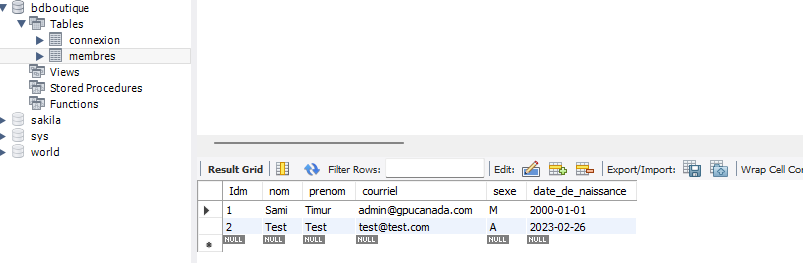 bdboutique
Tables
connexion
membres
Views
Stored Procedures
Functions
sakila
sys
world
Result Grid Filter Rows: Edit: Export/Import: Wrap Cell Con
Idm nom prenom courriel sexe date_de_naissance
1 Sami Timur admin@gpucanada.com M 2000-01-01
2 Test Test test@test.com A 2023-02-26
NULL NULL NULL NULL NULL NULL